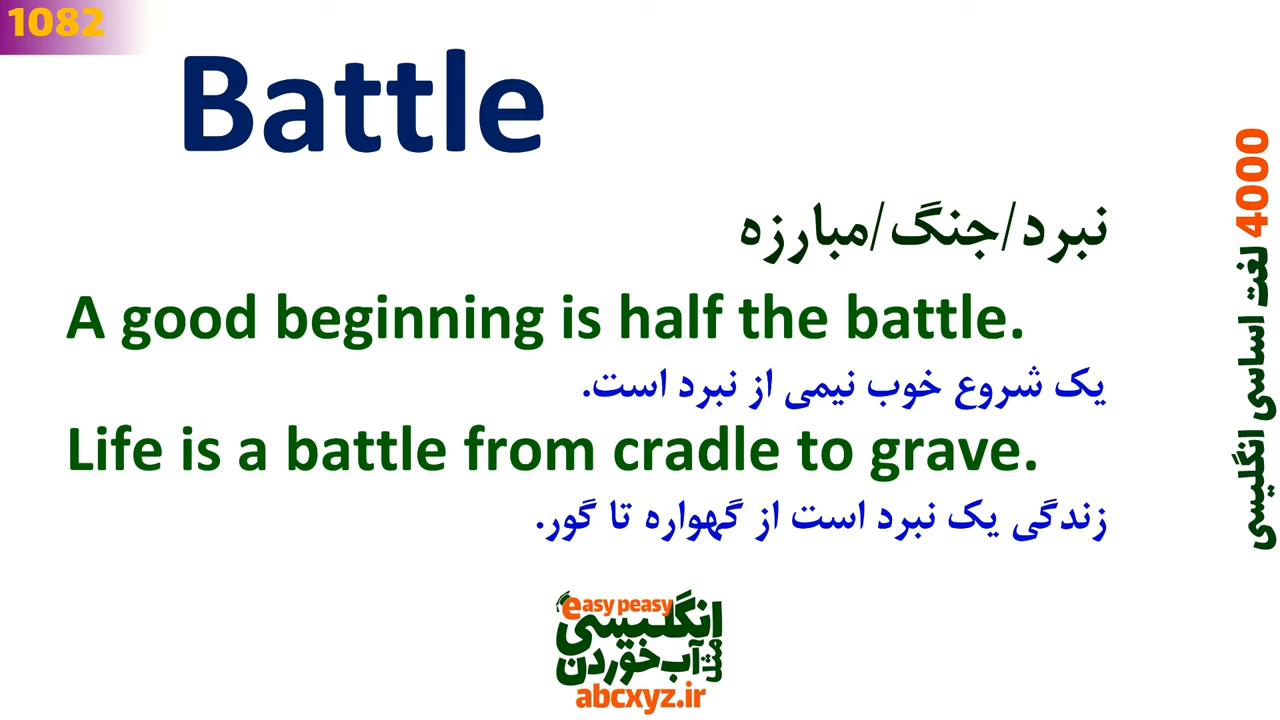 1082
Battle
نبرد/جنگ/مبارزه
A good beginning is half the battle.
یک شروع خوب نیمی از نبرد است.
Life is a battle from cradle to grave.
زندگی یک نبرد است از گهواره تا گور.
4000 لغت اساسی انگلیسی
easy peasy
انگلیسی
مثل آب خوردن
abcxyz.ir